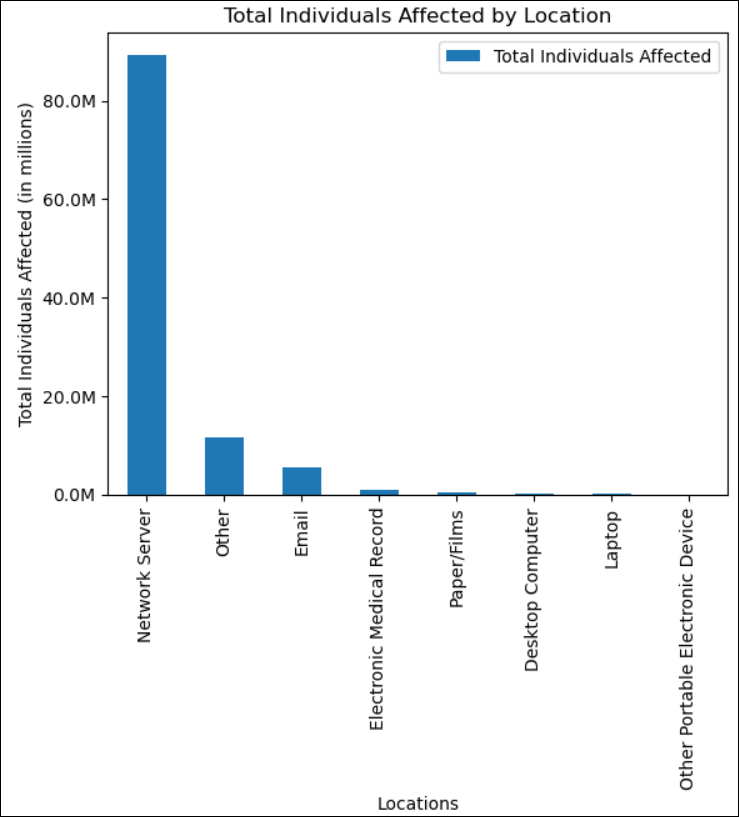 Total Individuals Affected by Location
Total Individuals Affected
Total Individuals Affected (in millions)
80.0M
60.0M
40.0M
20.0M
0.0M
Network Server
Other
Email
Electronic Medical Record
Paper/Films
Desktop Computer
Laptop
Other Portable Electronic Device
Locations